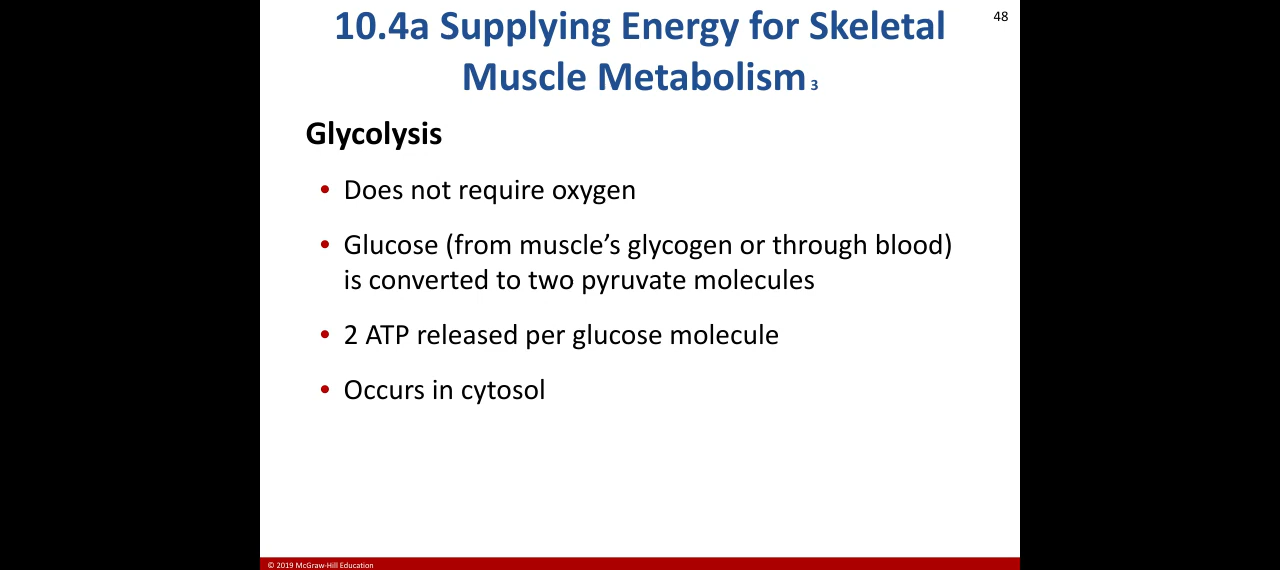 48
10.4a Supplying Energy for Skeletal
Muscle Metabolism 3
Glycolysis
• Does not require oxygen
• Glucose (from muscle’s glycogen or through blood)
is converted to two pyruvate molecules
• 2 ATP released per glucose molecule
• Occurs in cytosol
© 2019 McGraw-Hill Education